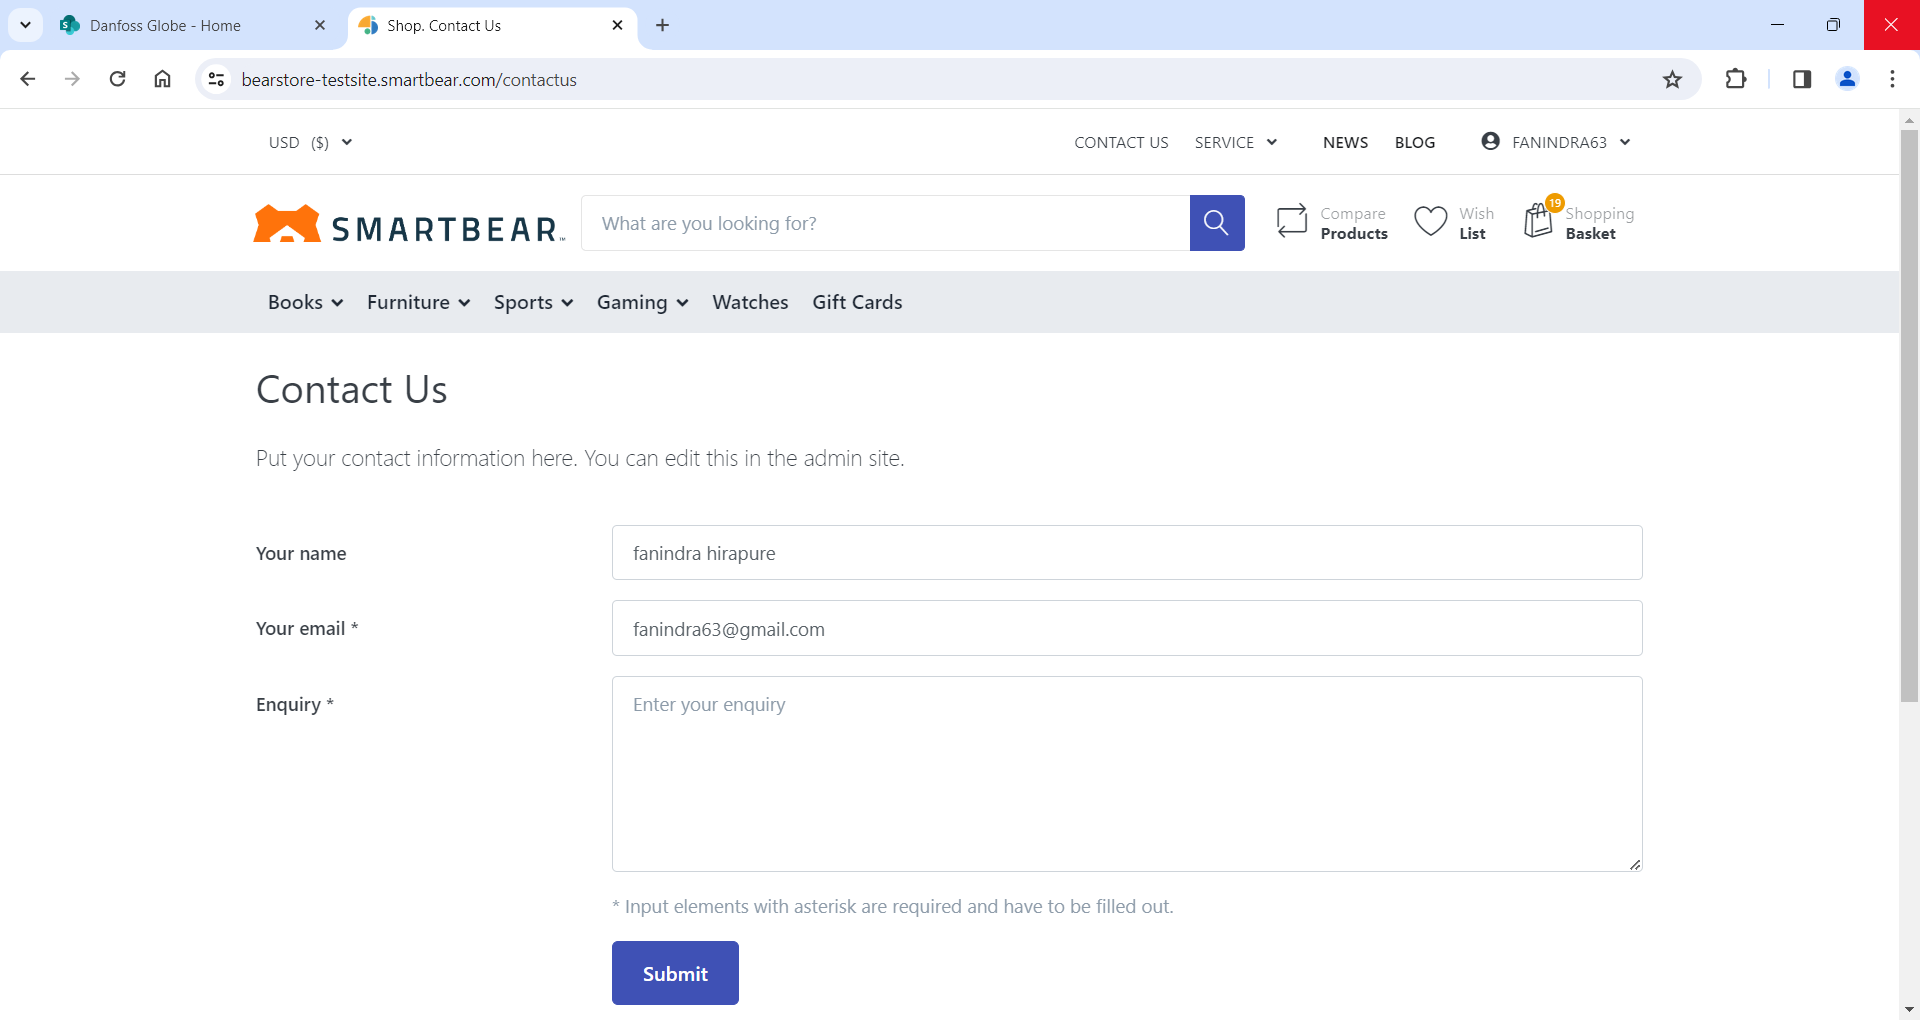 Danfoss Globe - Home
Shop. Contact Us
bearstore-testsite.smartbear.com/contactus
USD ($)
CONTACT US SERVICE NEWS BLOG FANINDRA63
SMARTBEAR™
What are you looking for?
Compare
Products
Wish
List
19
Shopping
Basket
Books Furniture Sports Gaming Watches Gift Cards
Contact Us
Put your contact information here. You can edit this in the admin site.
Your name fanindra hirapure
Your email * fanindra63@gmail.com
Enquiry * Enter your enquiry
* Input elements with asterisk are required and have to be filled out.
Submit